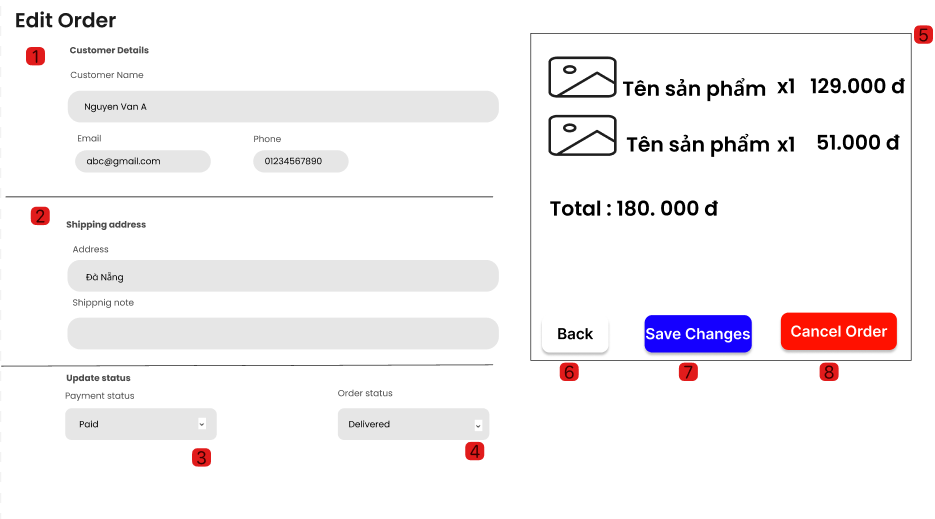 Edit Order
1
Customer Details
Customer Name
Nguyen Van A
Email
Phone
abc@gmail.com
01234567890
2
Shipping address
Address
Đà Nẵng
Shippnig note
Update status
Payment status
Order status
Paid
Delivered
3
4
5
Tên sản phẩm x1 129.000 đ
Tên sản phẩm x1 51.000 đ
Total : 180. 000 đ
Back
Save Changes
Cancel Order
6
7
8